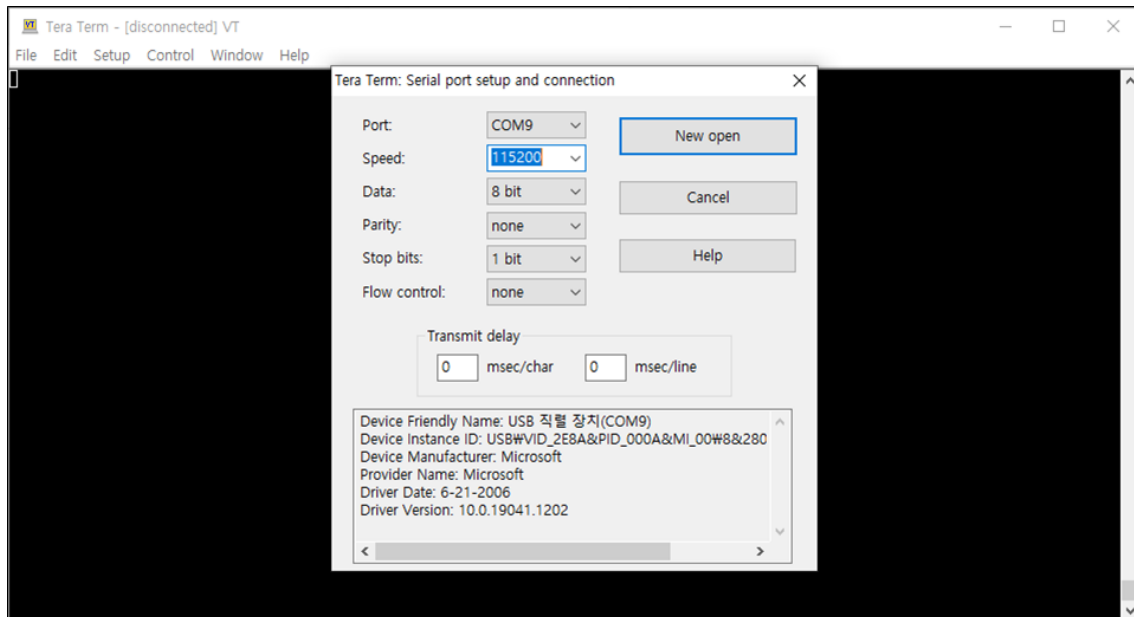 Tera Term - [disconnected] VT
File Edit Setup Control Window Help
Tera Term: Serial port setup and connection
Port: COM9 New open
Speed: 115200
Data: 8 bit Cancel
Parity: none
Stop bits: 1 bit Help
Flow control: none
Transmit delay
0 msec/char 0 msec/line
Device Friendly Name: USB 직렬 장치(COM9)
Device Instance ID: USB₩VID_2E8A&PID_000A&MI_00₩8&280
Device Manufacturer: Microsoft
Provider Name: Microsoft
Driver Date: 6-21-2006
Driver Version: 10.0.19041.1202